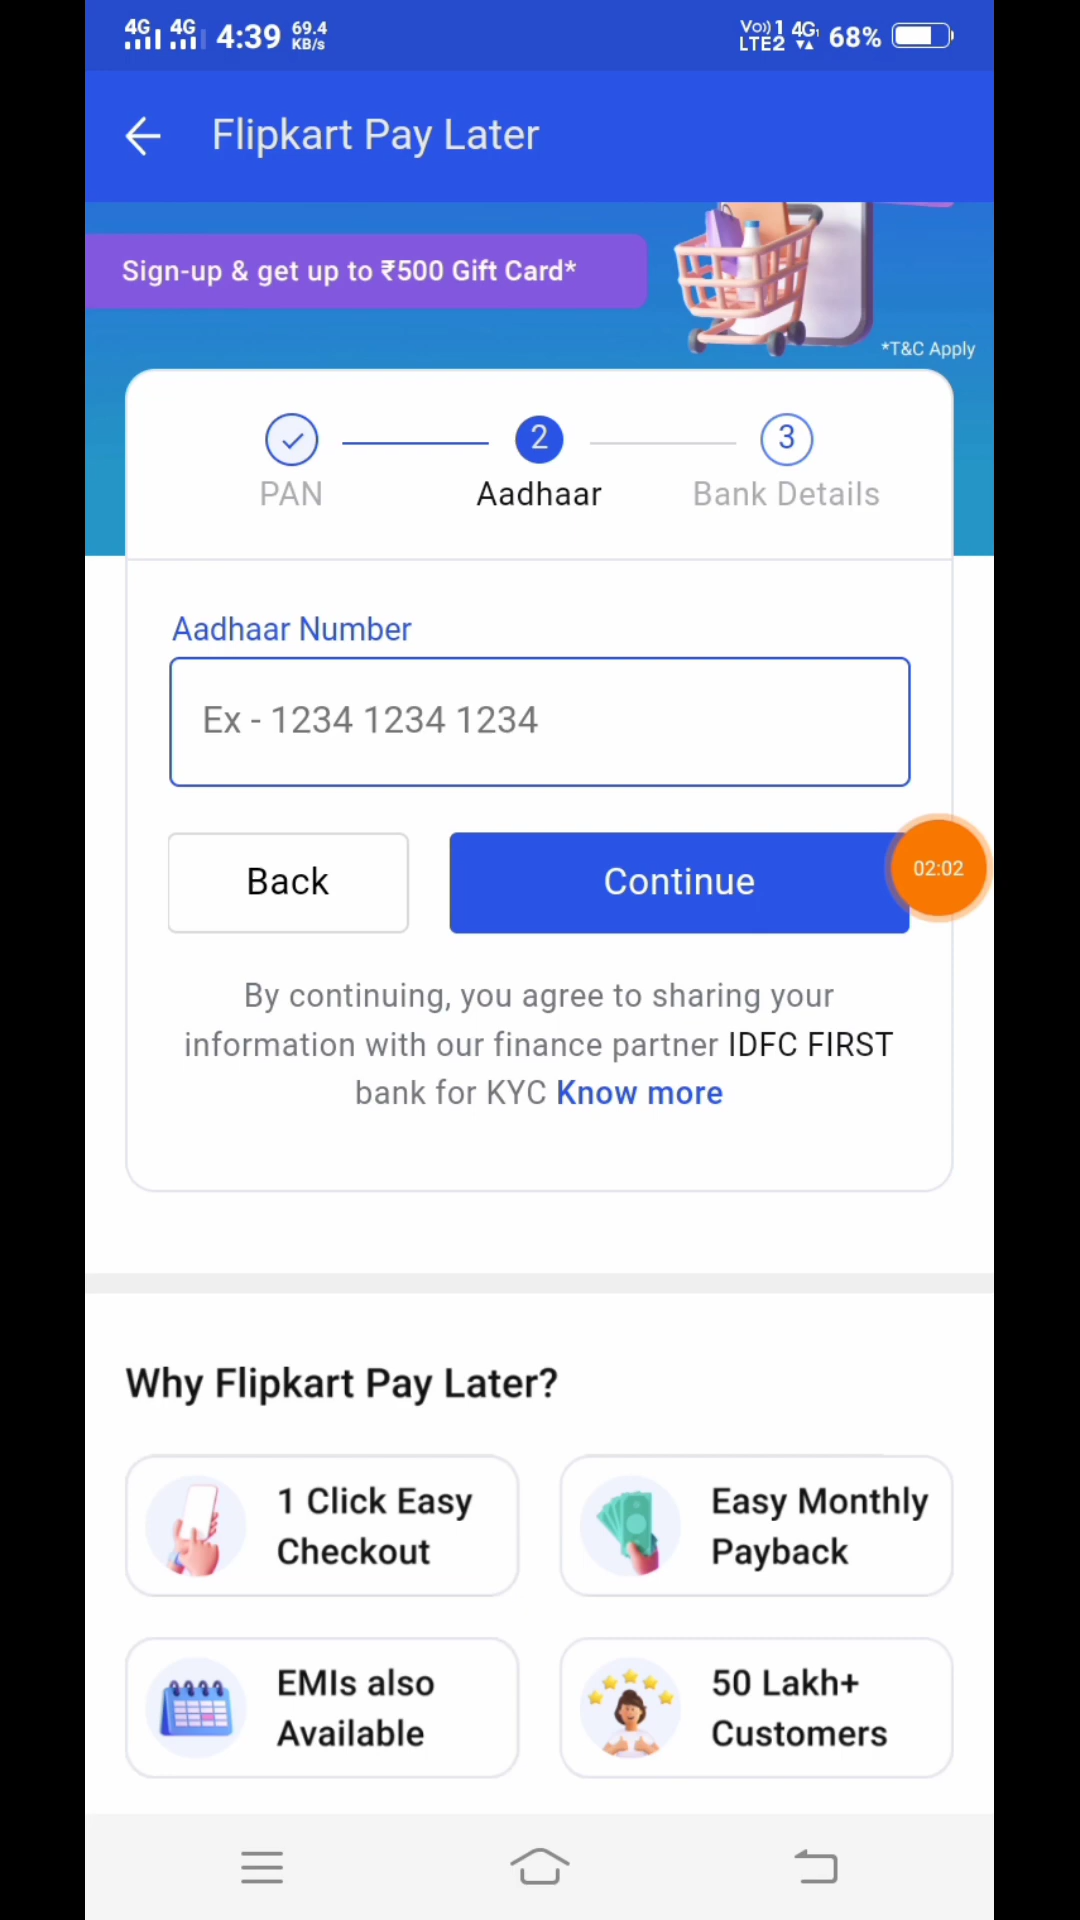 4G 4G 4:39 69.4 KB/s Vo)) 1 LTE2 4G 68%
Flipkart Pay Later
Sign-up & get up to ₹500 Gift Card*
*T&C Apply
2 3
PAN Aadhaar Bank Details
Aadhaar Number
Ex - 1234 1234 1234
Back Continue 02:02
By continuing, you agree to sharing your
information with our finance partner IDFC FIRST
bank for KYC Know more
Why Flipkart Pay Later?
1 Click Easy
Checkout
Easy Monthly
Payback
EMIs also
Available
50 Lakh+
Customers